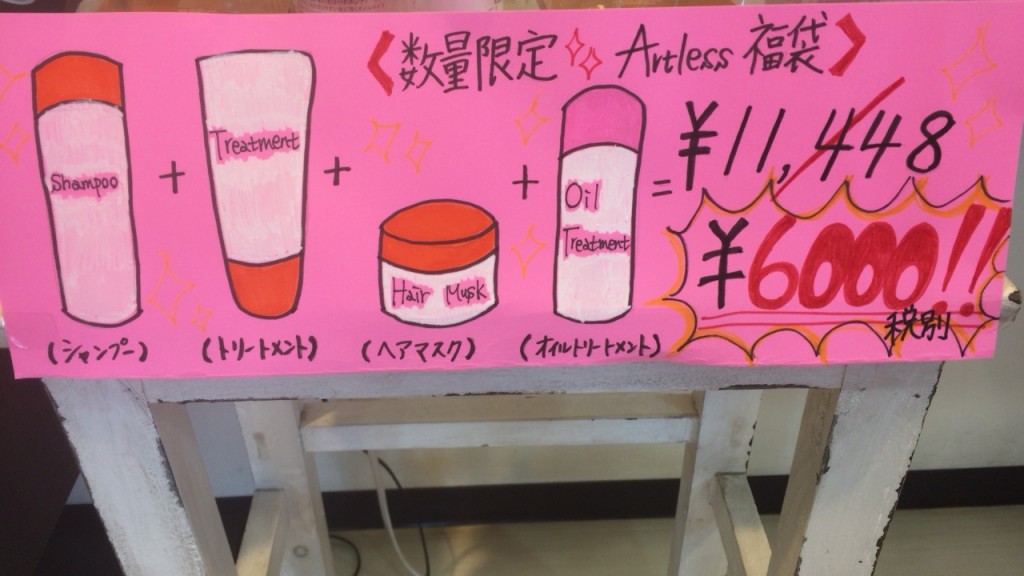 〈数量限定 Artless 福袋〉
Shampoo
+
Treatment
+
Hair Musk
+
Oil
Treatment
=
¥11,448
¥6000!!
税別
(シャンプー)
(トリートメント)
(ヘアマスク)
(オイルトリートメント)